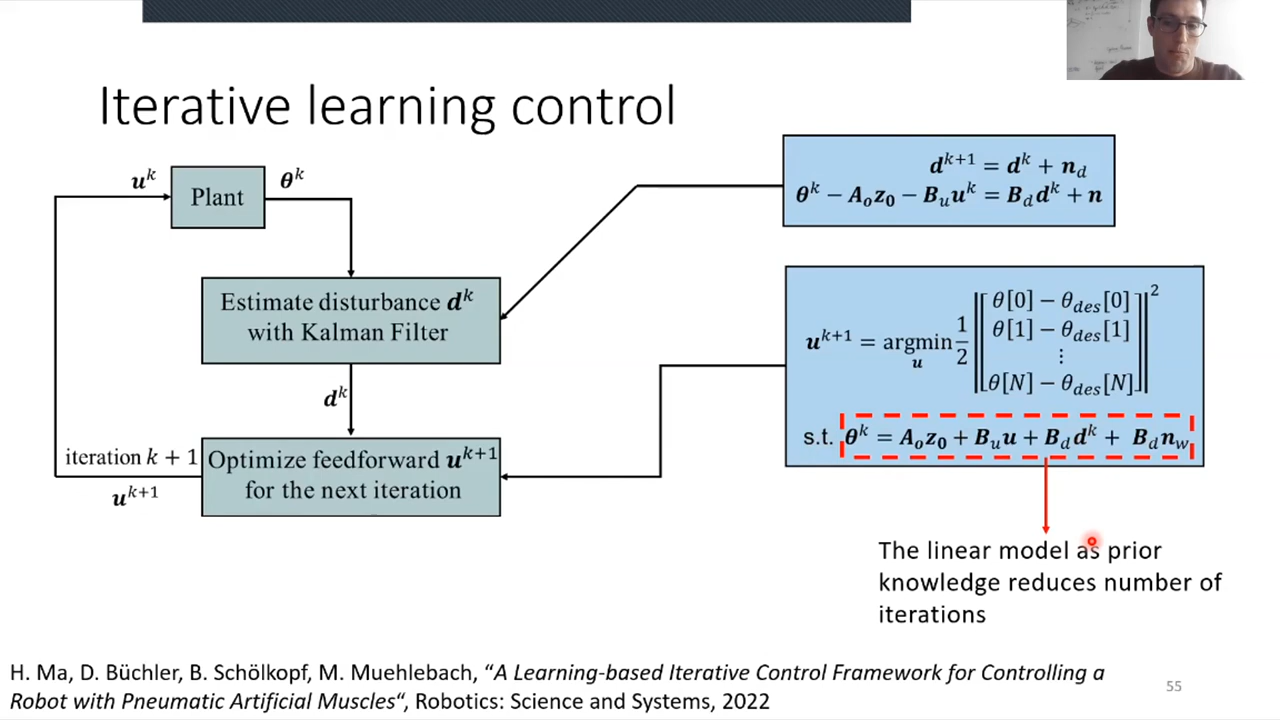 Iterative learning control
u^k
Plant
θ^k
Estimate disturbance d^k
with Kalman Filter
d^k
Optimize feedforward u^{k+1}
for the next iteration
iteration k + 1
u^{k+1}
d^{k+1} = d^k + n_d
θ^k − A_o z_0 − B_u u^k = B_d d^k + n
u^{k+1} = argmin_u 1/2 ‖[θ[0] − θ_des[0]
θ[1] − θ_des[1]
⋮
θ[N] − θ_des[N]]‖^2
s.t. θ^k = A_o z_0 + B_u u + B_d d^k + B_d n_w
The linear model as prior
knowledge reduces number of
iterations
H. Ma, D. Büchler, B. Schölkopf, M. Muehlebach, “A Learning-based Iterative Control Framework for Controlling a
Robot with Pneumatic Artificial Muscles“, Robotics: Science and Systems, 2022
55